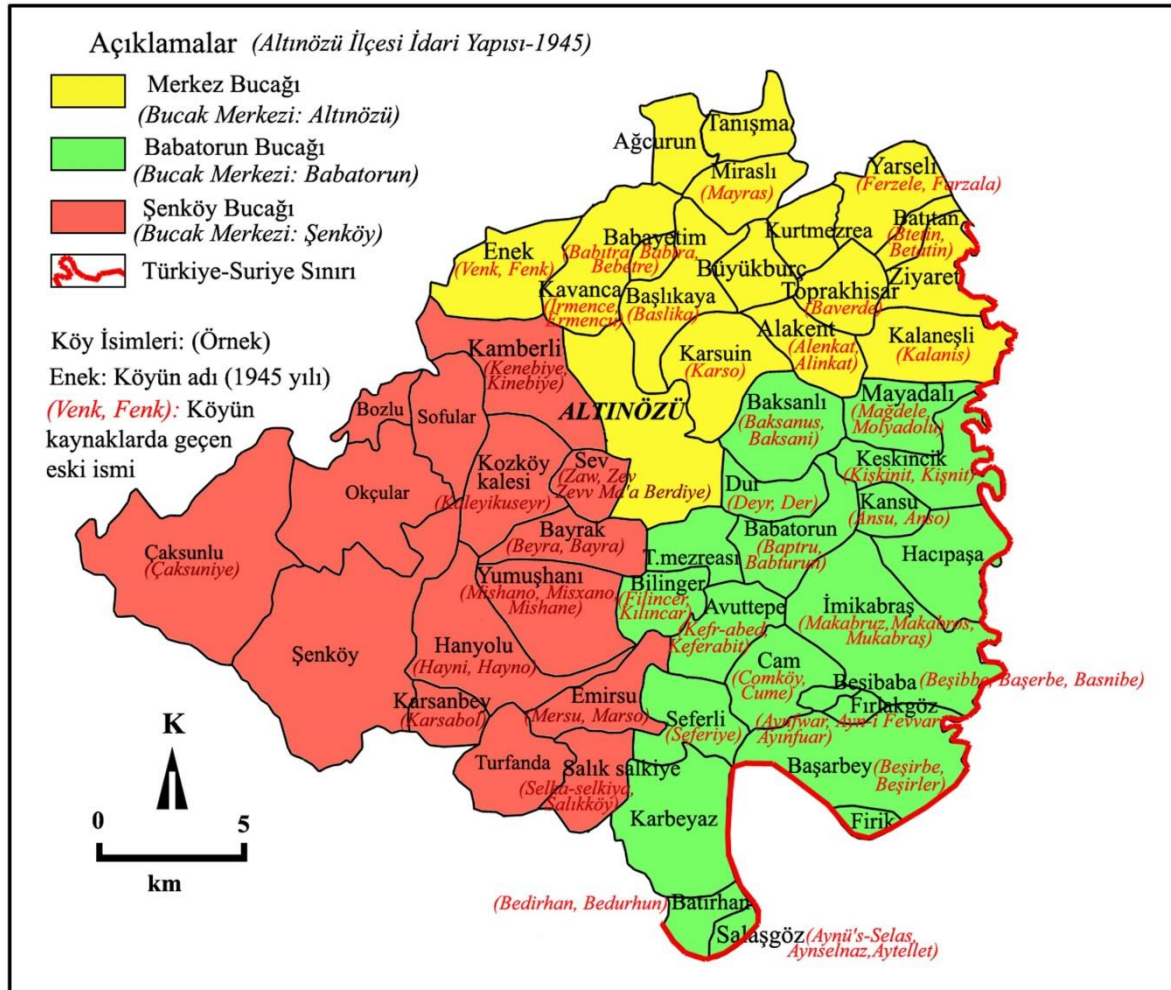 Açıklamalar (Altınözü İlçesi İdari Yapısı-1945)
Merkez Bucağı
(Bucak Merkezi: Altınözü)
Babatorun Bucağı
(Bucak Merkezi: Babatorun)
Şenköy Bucağı
(Bucak Merkezi: Şenköy)
Türkiye-Suriye Sınırı
Köy İsimleri: (Örnek)
Enek: Köyün adı (1945 yılı)
(Venk, Fenk): Köyün
kaynaklarda geçen
eski ismi
K
0 5
km
Tanışma
Ağcurun
Miraslı
(Mayras)
Yarseli
(Ferzele, Farzala)
Kurtmezrea
Batıtan
(Btetin,
Betatin)
Enek
(Venk, Fenk)
Babayetim
(Babıtra, Babtra,
Bebetre)
Büyükburç
Ziyaret
Toprakhisar
(Baverde)
Kavanca
(Irmence,
Ermencu)
Başlıkaya
(Baslika)
Alakent
(Alenkat,
Alinkat)
Kalaneşli
(Kalanis)
Karsuin
(Karso)
ALTINÖZÜ
Kamberli
(Kenebiye,
Kinebiye)
Bozlu
Sofular
Baksanlı
(Baksanus,
Baksani)
Mayadalı
(Mağdele,
Molyadolu)
Kozköy
kalesi
(Kaleyikuseyr)
Sev
(Zaw, Zev
Zevv Ma'a Berdiye)
Keskincik
(Kişkinit, Kişnit)
Okçular
Dur
(Deyr, Der)
Kansu
(Ansu, Anso)
Bayrak
(Beyra, Bayra)
Babatorun
(Baptru,
Babturun)
Hacıpaşa
Çaksunlu
(Çaksuniye)
T.mezreası
Yumuşhanı
(Mishano, Misxano,
Mishane)
Bilinger
(Filincer,
Kılıncar)
Avuttepe
(Kefr-abed,
Keferabit)
İmikabraş
(Makabruz,Makabros,
Mukabraş)
Şenköy
Hanyolu
(Hayni, Hayno)
Cam
(Comköy,
Cume)
Beşibaba
(Beşibbe, Başerbe, Basnibe)
Karsanbey
(Karsabol)
Emirsu
(Mersu, Marso)
Fırlakgöz
(Aynfwar, Ayn-i Fevvar,
Ayınfuar)
Seferli
(Seferiye)
Turfanda
Salık salkiye
(Selka-selkiya,
Salıkköy)
Başarbey
(Beşirbe,
Beşirler)
Karbeyaz
Firik
Batırhan
(Bedirhan, Bedurhun)
Salaşgöz
(Aynü's-Selas,
Aynselnaz,Aytellet)